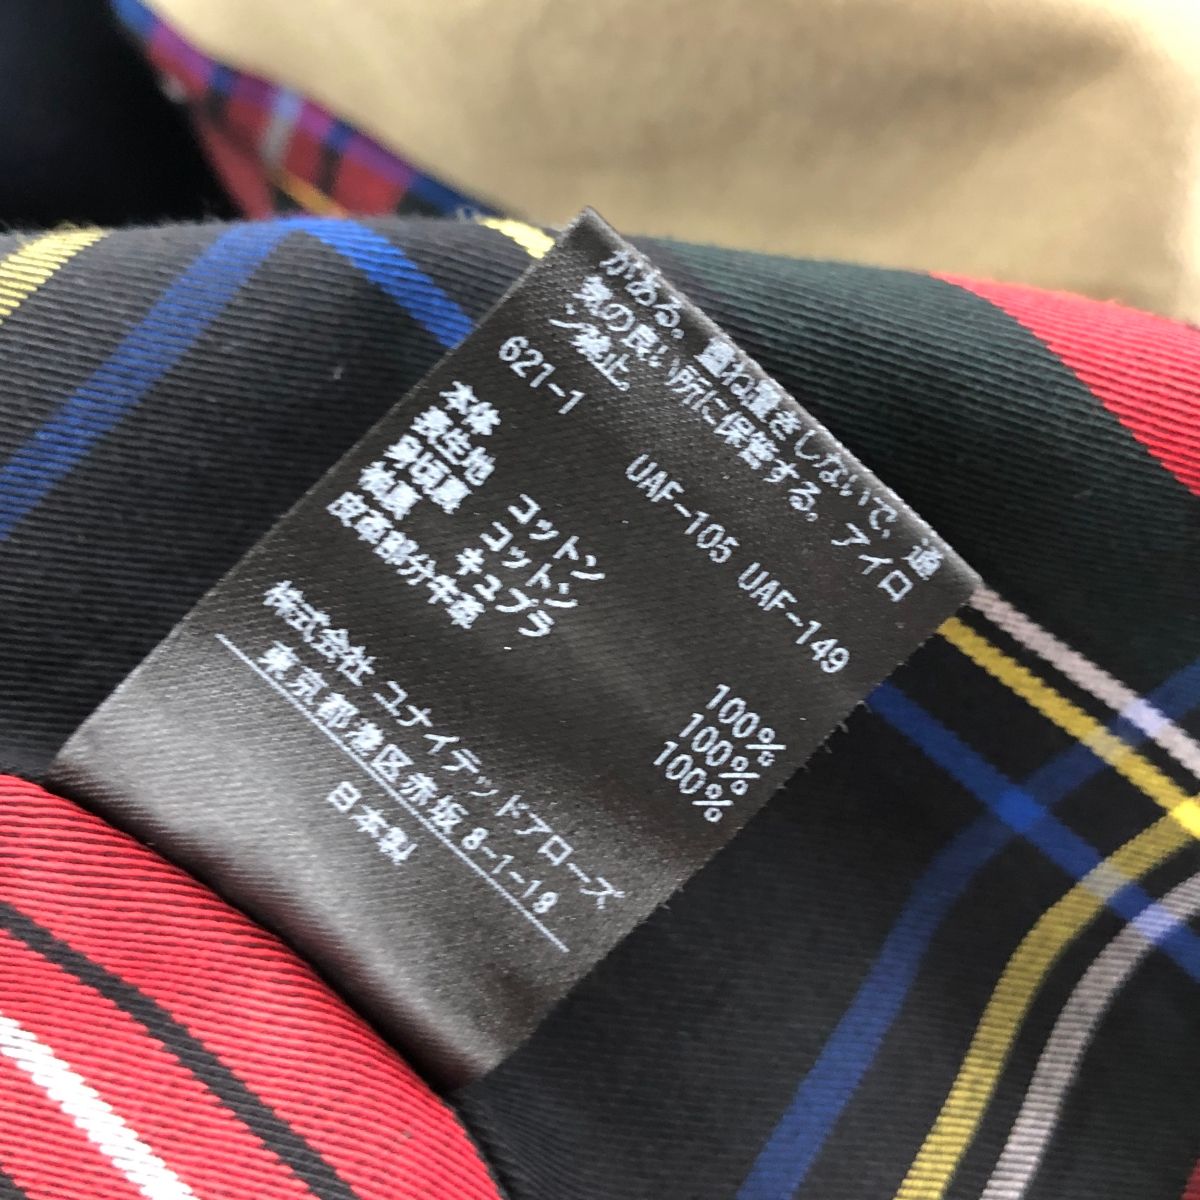 がある。重ね置きしないで、通
気の良い所に保管する。アイロ
ン禁止。
621-1 UAF-105 UAF-149
本体
表生地 コットン 100%
身頃裏 コットン 100%
袖裏 キュプラ 100%
皮革部分牛革
株式会社 ユナイテッドアローズ
東京都港区赤坂8-1-19
日本製